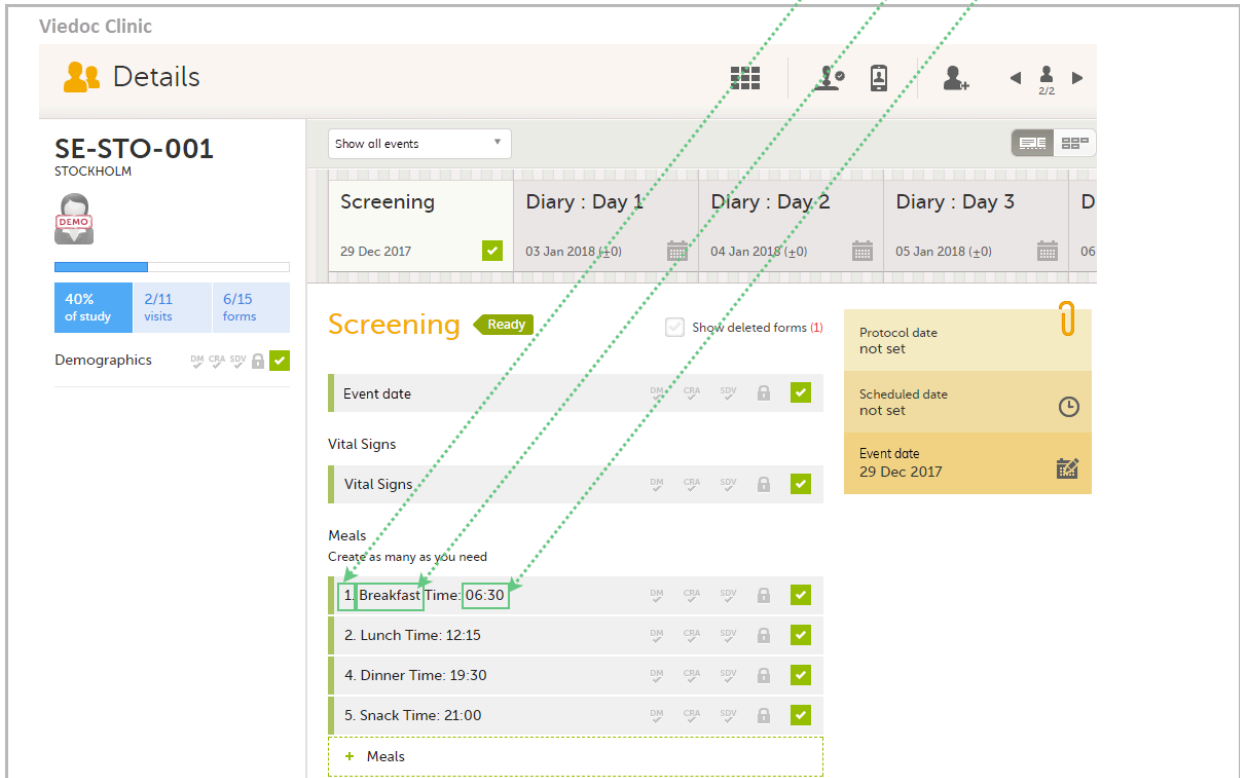 Viedoc Clinic
Details
2/2
SE-STO-001
STOCKHOLM
DEMO
40% of study
2/11 visits
6/15 forms
Demographics DM CRA SDV
Show all events
Screening
29 Dec 2017
Diary : Day 1
03 Jan 2018 (±0)
Diary : Day 2
04 Jan 2018 (±0)
Diary : Day 3
05 Jan 2018 (±0)
D
06
Screening Ready
Show deleted forms (1)
Event date DM CRA SDV
Vital Signs
Vital Signs DM CRA SDV
Meals
Create as many as you need
1. Breakfast Time: 06:30 DM CRA SDV
2. Lunch Time: 12:15 DM CRA SDV
4. Dinner Time: 19:30 DM CRA SDV
5. Snack Time: 21:00 DM CRA SDV
+ Meals
Protocol date
not set
Scheduled date
not set
Event date
29 Dec 2017